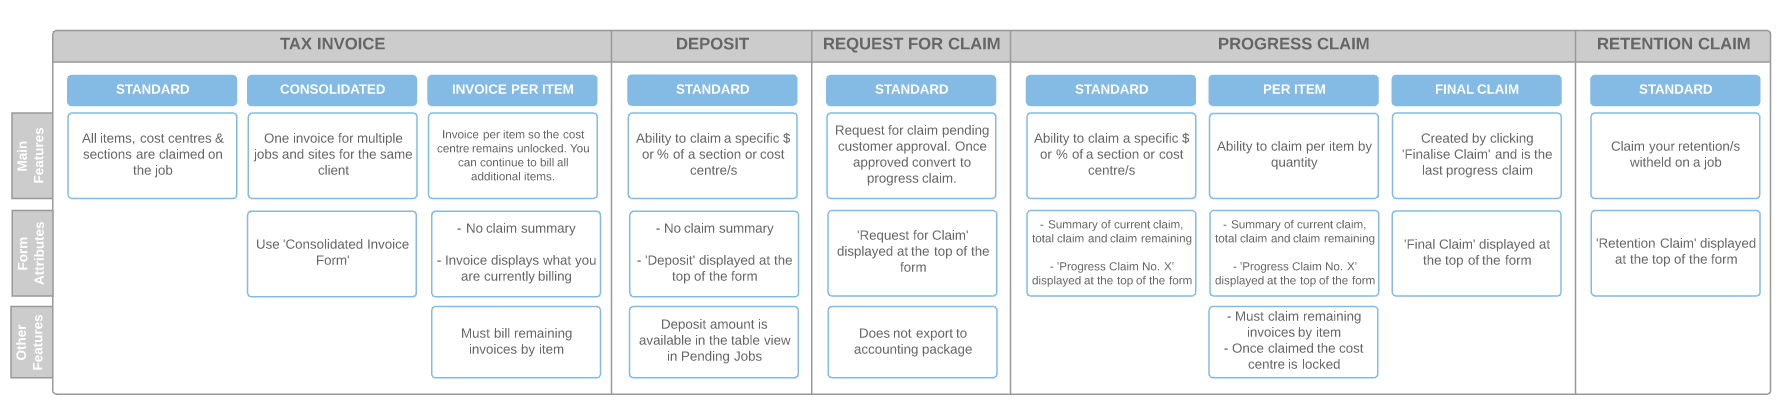 TAX INVOICE
DEPOSIT
REQUEST FOR CLAIM
PROGRESS CLAIM
RETENTION CLAIM
STANDARD
CONSOLIDATED
INVOICE PER ITEM
STANDARD
STANDARD
STANDARD
PER ITEM
FINAL CLAIM
STANDARD
Main
Features
All items, cost centres &
sections are claimed on
the job
One invoice for multiple
jobs and sites for the same
client
Invoice per item so the cost
centre remains unlocked. You
can continue to bill all
additional items.
Ability to claim a specific $
or % of a section or cost
centre/s
Request for claim pending
customer approval. Once
approved convert to
progress claim.
Ability to claim a specific $
or % of a section or cost
centre/s
Ability to claim per item by
quantity
Created by clicking
'Finalise Claim' and is the
last progress claim
Claim your retention/s
witheld on a job
Form
Attributes
Use 'Consolidated Invoice
Form'
- No claim summary
- Invoice displays what you
are currently billing
- No claim summary
- 'Deposit' displayed at the
top of the form
'Request for Claim'
displayed at the top of the
form
- Summary of current claim,
total claim and claim remaining
- 'Progress Claim No. X'
displayed at the top of the form
- Summary of current claim,
total claim and claim remaining
- 'Progress Claim No. X'
displayed at the top of the form
'Final Claim' displayed at
the top of the form
'Retention Claim' displayed
at the top of the form
Other
Features
Must bill remaining
invoices by item
Deposit amount is
available in the table view
in Pending Jobs
Does not export to
accounting package
- Must claim remaining
invoices by item
- Once claimed the cost
centre is locked